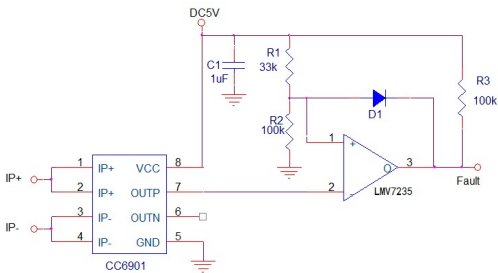 DC5V
C1
1uF
R1
33k
R2
100k
D1
R3
100k
1
+
2
-
O
3
LMV7235
Fault
IP+
IP-
1
2
3
4
IP+
IP+
IP-
IP-
VCC
OUTP
OUTN
GND
8
7
6
5
CC6901